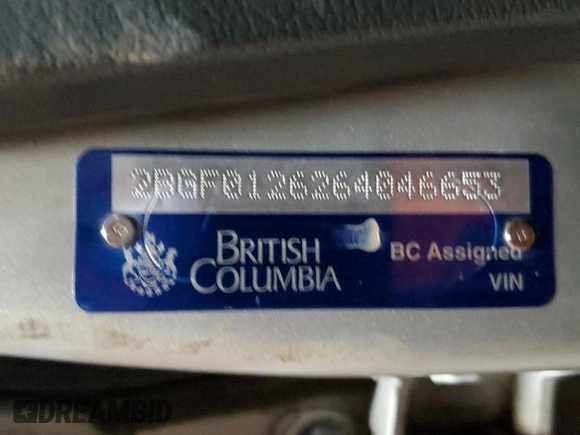 2BGF0126264046653
BRITISH
COLUMBIA
BC Assigned
VIN
DREAMBID